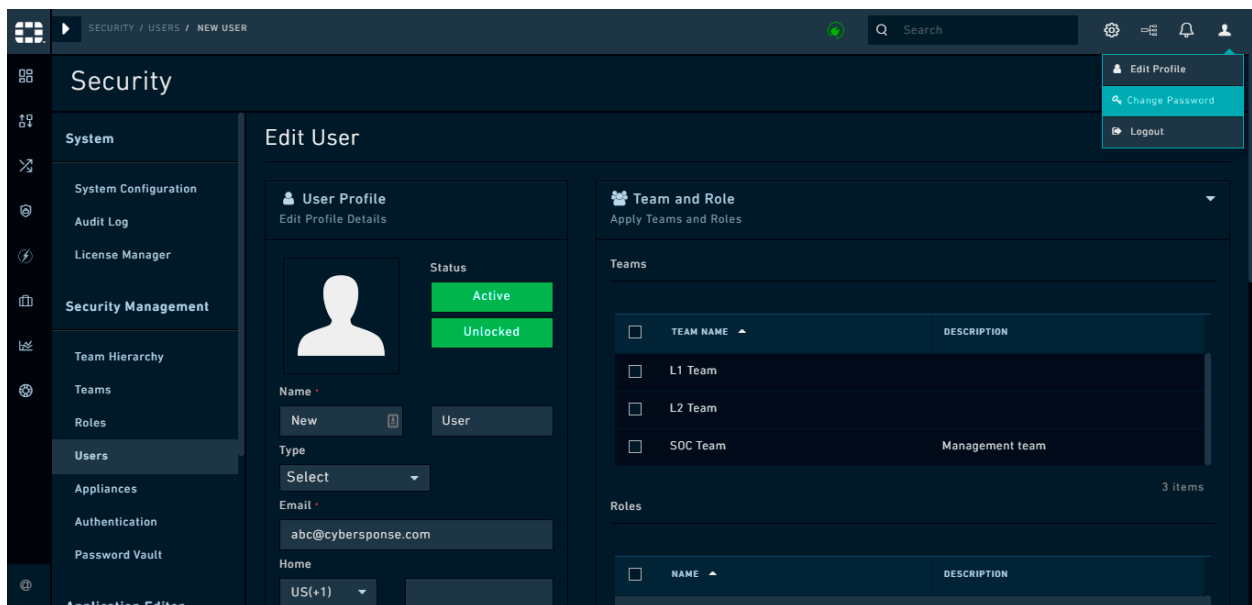 SECURITY / USERS / NEW USER
Search
Edit Profile
Change Password
Logout
Security
System
System Configuration
Audit Log
License Manager
Security Management
Team Hierarchy
Teams
Roles
Users
Appliances
Authentication
Password Vault
Application Editor
@
Edit User
User Profile
Edit Profile Details
Status
Active
Unlocked
Name •
New
User
Type
Select
Email •
abc@cybersponse.com
Home
US(+1)
Team and Role
Apply Teams and Roles
Teams
TEAM NAME DESCRIPTION
L1 Team
L2 Team
SOC Team Management team
3 items
Roles
NAME DESCRIPTION